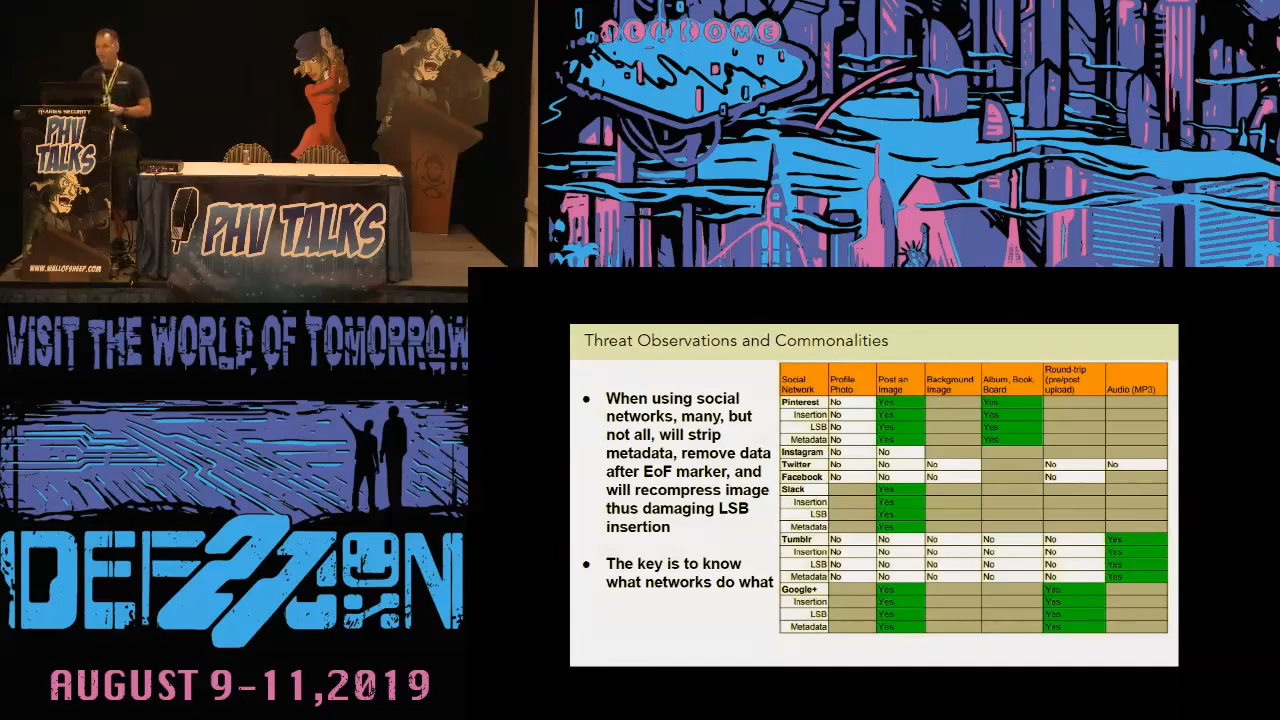 WELCOME
ARIES SECURITY
PHV
TALKS
WWW.WALLOFSHEEP.COM
PHV TALKS
VISIT THE WORLD OF TOMORROW
DEF CON
27
AUGUST 9-11,2019
Threat Observations and Commonalities
● When using social
networks, many, but
not all, will strip
metadata, remove data
after EoF marker, and
will recompress image
thus damaging LSB
insertion
● The key is to know
what networks do what
Social Network Profile Photo Post an Image Background Image Album, Book, Board Round-trip (pre/post upload) Audio (MP3)
Pinterest No Yes Yes
Insertion No Yes Yes
LSB No Yes Yes
Metadata No Yes Yes
Instagram No No
Twitter No No No No No
Facebook No No No No
Slack Yes
Insertion Yes
LSB Yes
Metadata Yes
Tumblr No No No No No Yes
Insertion No No No No No Yes
LSB No No No No No Yes
Metadata No No No No No Yes
Google+ Yes Yes
Insertion Yes Yes
LSB Yes Yes
Metadata Yes Yes